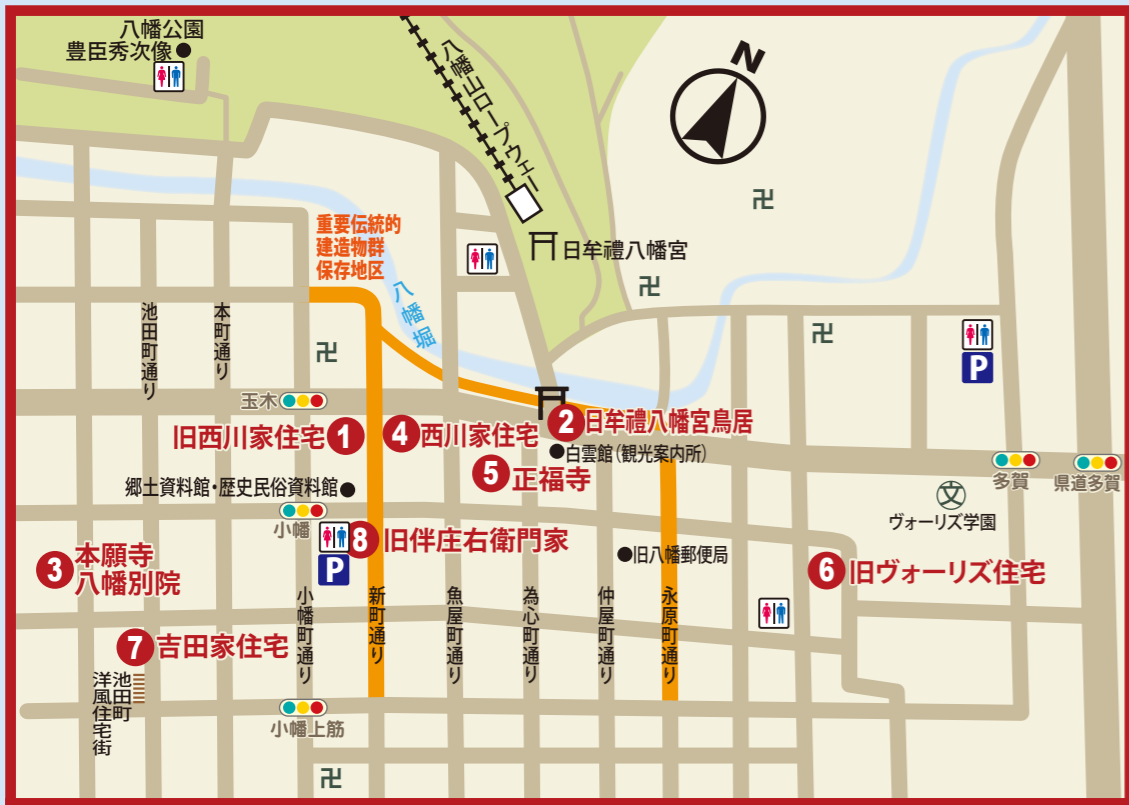 八幡公園
豊臣秀次像
八幡山ロープウェー
N
卍
重要伝統的
建造物群
保存地区
日牟禮八幡宮
卍
八幡堀
池田町通り
本町通り
卍
卍
P
玉木
旧西川家住宅 1
4 西川家住宅
2 日牟禮八幡宮鳥居
白雲館(観光案内所)
5 正福寺
多賀
県道多賀
郷土資料館・歴史民俗資料館
文
ヴォーリズ学園
小幡
8 旧伴庄右衛門家
旧八幡郵便局
3 本願寺
八幡別院
P
6 旧ヴォーリズ住宅
小幡町通り
新町通り
魚屋町通り
為心町通り
仲屋町通り
永原町通り
7 吉田家住宅
池田町
洋風住宅街
小幡上筋
卍